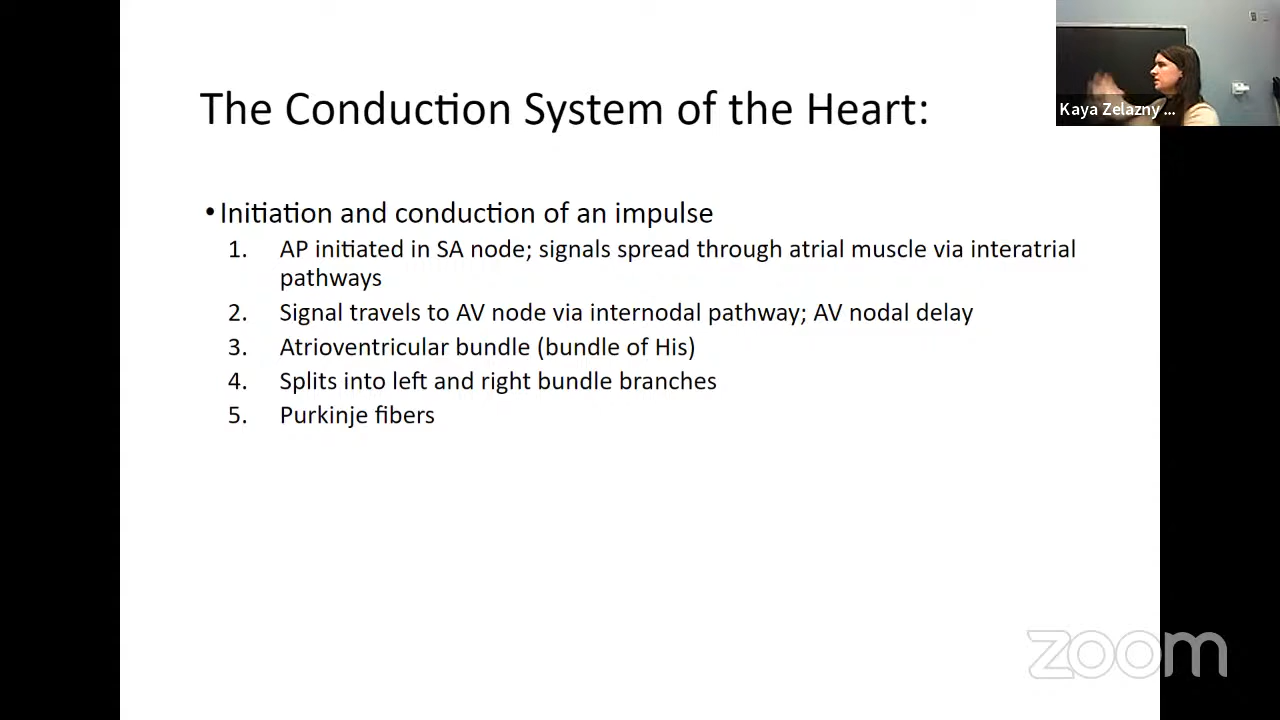 The Conduction System of the Heart:
Kaya Zelazny ...
• Initiation and conduction of an impulse
1. AP initiated in SA node; signals spread through atrial muscle via interatrial
pathways
2. Signal travels to AV node via internodal pathway; AV nodal delay
3. Atrioventricular bundle (bundle of His)
4. Splits into left and right bundle branches
5. Purkinje fibers
zoom